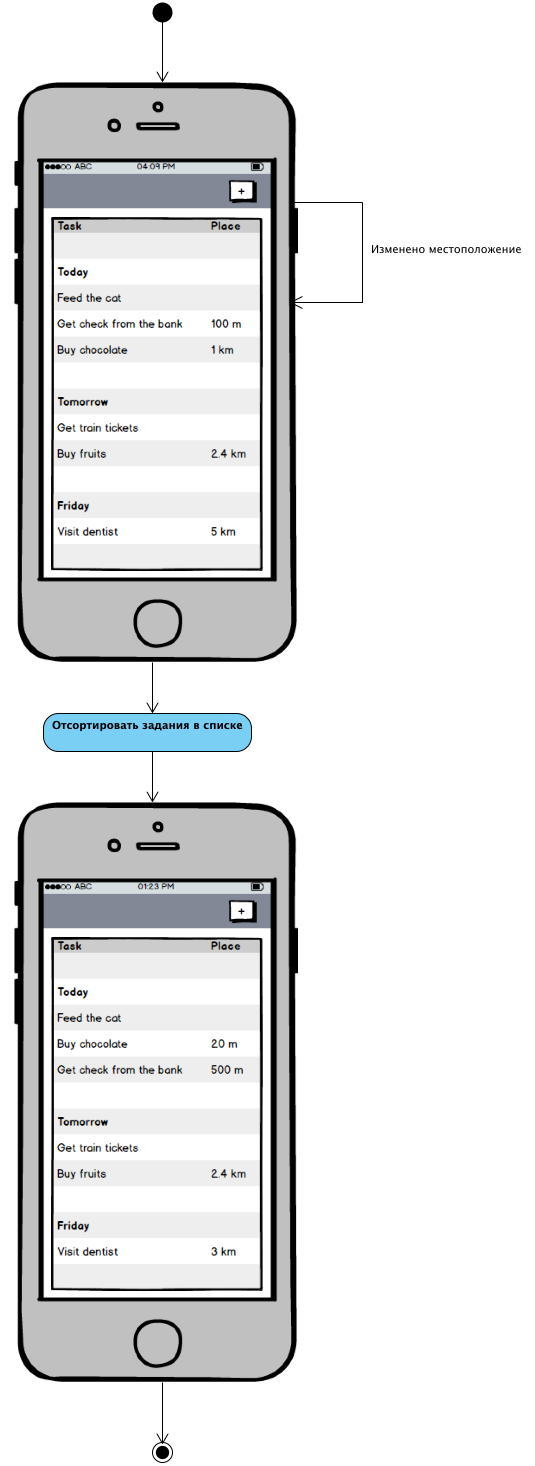 ABC 04:09 PM
+
Task Place
Today
Feed the cat
Get check from the bank 100 m
Buy chocolate 1 km
Tomorrow
Get train tickets
Buy fruits 2.4 km
Friday
Visit dentist 5 km
Изменено местоположение
Отсортировать задания в списке
ABC 01:23 PM
+
Task Place
Today
Feed the cat
Buy chocolate 20 m
Get check from the bank 500 m
Tomorrow
Get train tickets
Buy fruits 2.4 km
Friday
Visit dentist 3 km